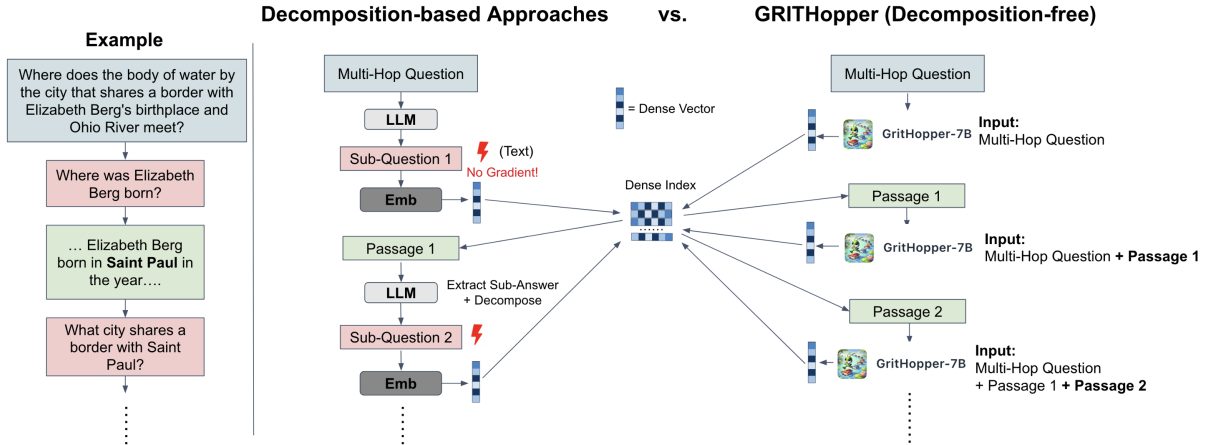 Decomposition-based Approaches vs. GRITHopper (Decomposition-free)
Example
Where does the body of water by
the city that shares a border with
Elizabeth Berg's birthplace and
Ohio River meet?
Where was Elizabeth
Berg born?
… Elizabeth Berg
born in Saint Paul in
the year….
What city shares a
border with Saint
Paul?
Multi-Hop Question
LLM
Sub-Question 1
(Text)
No Gradient!
Emb
Passage 1
LLM
Extract Sub-Answer
+ Decompose
Sub-Question 2
Emb
= Dense Vector
Dense Index
Multi-Hop Question
GritHopper-7B
Input:
Multi-Hop Question
Passage 1
GritHopper-7B
Input:
Multi-Hop Question + Passage 1
Passage 2
GritHopper-7B
Input:
Multi-Hop Question
+ Passage 1 + Passage 2